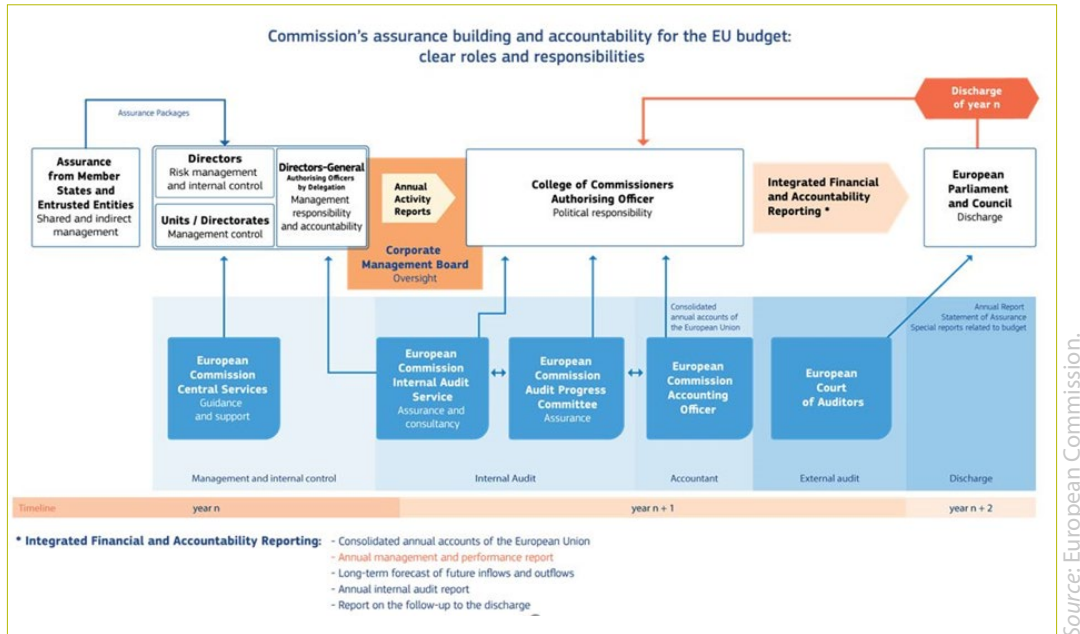 Commission's assurance building and accountability for the EU budget:
clear roles and responsibilities
Discharge
of year n
Assurance Packages
Assurance
from Member
States and
Entrusted Entities
Shared and indirect
management
Directors
Risk management
and internal control
Units / Directorates
Management control
Directors-General
Authorising Officers
by Delegation
Management
responsibility
and accountability
Annual
Activity
Reports
Corporate
Management Board
Oversight
College of Commissioners
Authorising Officer
Political responsibility
Integrated Financial
and Accountability
Reporting *
European
Parliament
and Council
Discharge
Consolidated
annual accounts of
the European Union
Annual Report
Statement of Assurance
Special reports related to budget
European
Commission
Central Services
Guidance
and support
European
Commission
Internal Audit
Service
Assurance and
consultancy
European
Commission
Audit Progress
Committee
Assurance
European
Commission
Accounting
Officer
European
Court
of Auditors
Management and internal control
Internal Audit
Accountant
External audit
Discharge
Timeline
year n
year n + 1
year n + 2
* Integrated Financial and Accountability Reporting:
- Consolidated annual accounts of the European Union
- Annual management and performance report
- Long-term forecast of future inflows and outflows
- Annual internal audit report
- Report on the follow-up to the discharge
Source: European Commission.